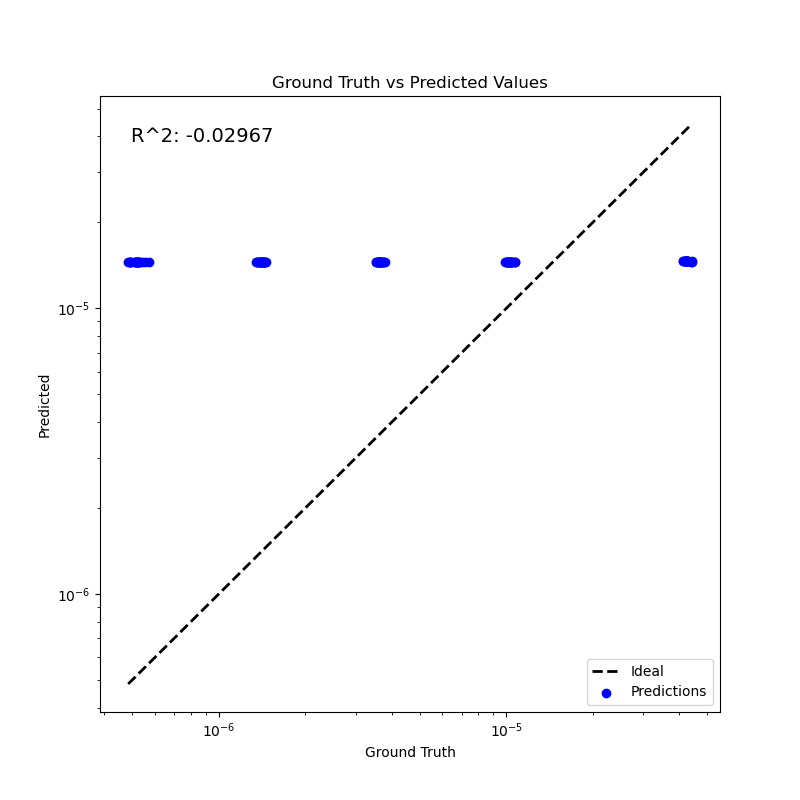 Ground Truth vs Predicted Values
R^2: -0.02967
10⁻⁵
Predicted
10⁻⁶
Ideal
Predictions
10⁻⁶ 10⁻⁵
Ground Truth